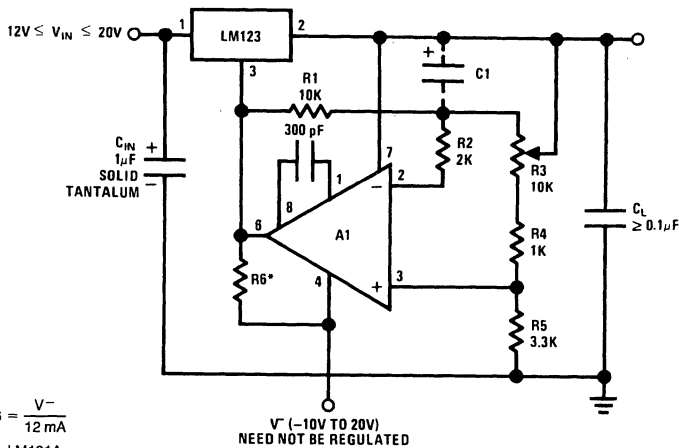 12V ≤ VIN ≤ 20V
1
LM123
2
3
R1
10K
C1
300 pF
CIN
1µF
SOLID
TANTALUM
+
−
+
R2
2K
R3
10K
7
1
2
−
8
6
A1
CL
≥ 0.1µF
R4
1K
R6*
4
+
3
R5
3.3K
= V−
12 mA
V− (−10V TO 20V)
NEED NOT BE REGULATED